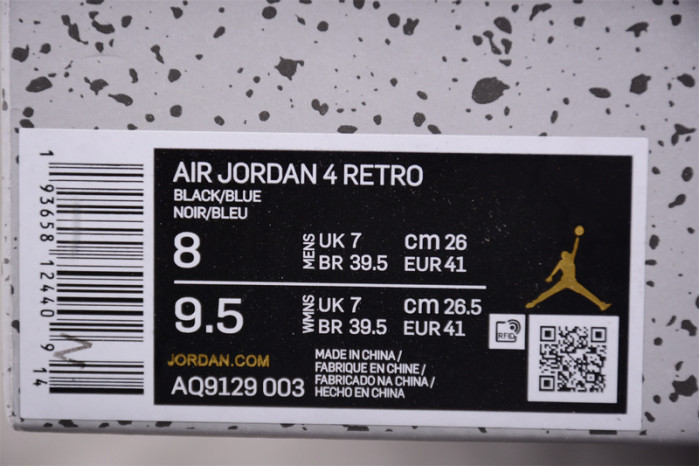 AIR JORDAN 4 RETRO
BLACK/BLUE
NOIR/BLEU
8
MENS
UK 7
cm 26
BR 39.5
EUR 41
9.5
WMNS
UK 7
cm 26.5
BR 39.5
EUR 41
RFID
JORDAN.COM
AQ9129 003
MADE IN CHINA /
FABRIQUE EN CHINE /
FABRICADO NA CHINA /
HECHO EN CHINA
1 93658 12440 9 14